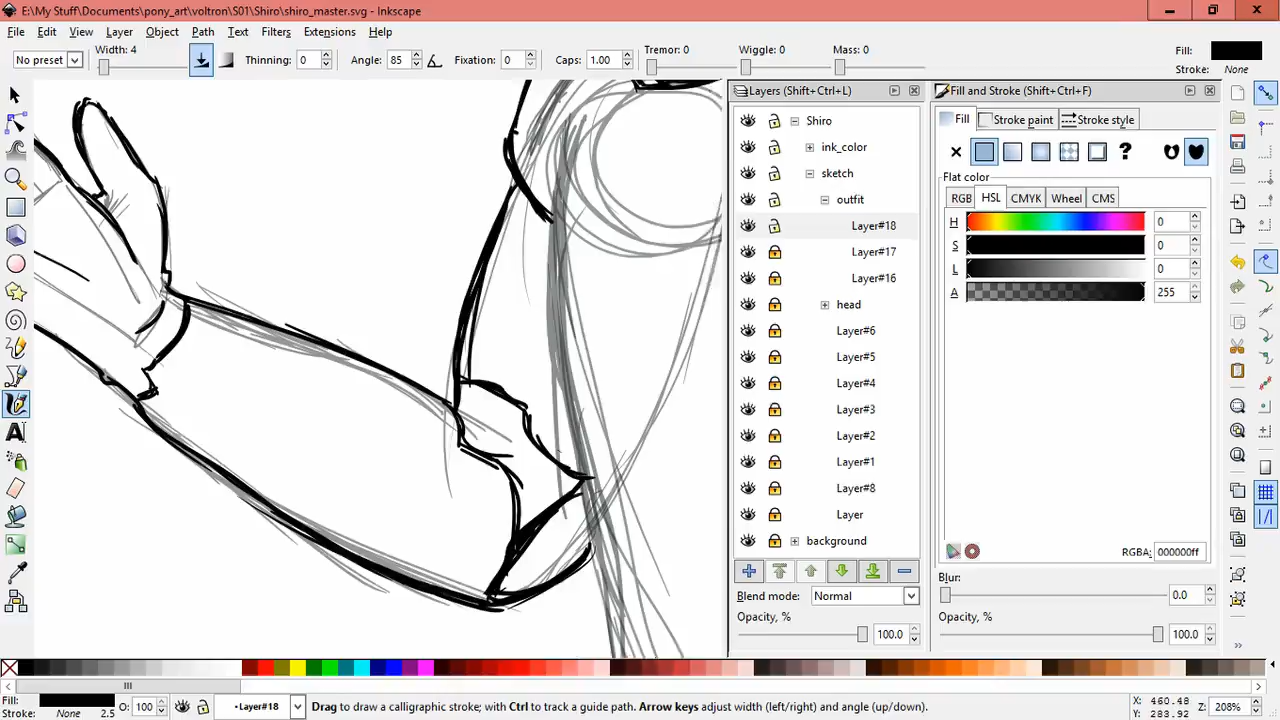 E:\My Stuff\Documents\pony_art\voltron\S01\Shiro\shiro_master.svg - Inkscape
File Edit View Layer Object Path Text Filters Extensions Help
No preset Width: 4 Thinning: 0 Angle: 85 Fixation: 0 Caps: 1.00 Tremor: 0 Wiggle: 0 Mass: 0 Fill:
Stroke: None
Layers (Shift+Ctrl+L)
Shiro
ink_color
sketch
outfit
Layer#18
Layer#17
Layer#16
head
Layer#6
Layer#5
Layer#4
Layer#3
Layer#2
Layer#1
Layer#8
Layer
background
Blend mode: Normal
Opacity, %
100.0
Fill and Stroke (Shift+Ctrl+F)
Fill Stroke paint Stroke style
?
Flat color
RGB HSL CMYK Wheel CMS
H 0
S 0
L 0
A 255
RGBA: 000000ff
Blur:
0.0
Opacity, %
100.0
Fill:
Stroke: None 2.5
O: 100
•Layer#18
Drag to draw a calligraphic stroke; with Ctrl to track a guide path. Arrow keys adjust width (left/right) and angle (up/down).
X: 460.48
Y: 283.92
Z: 208%